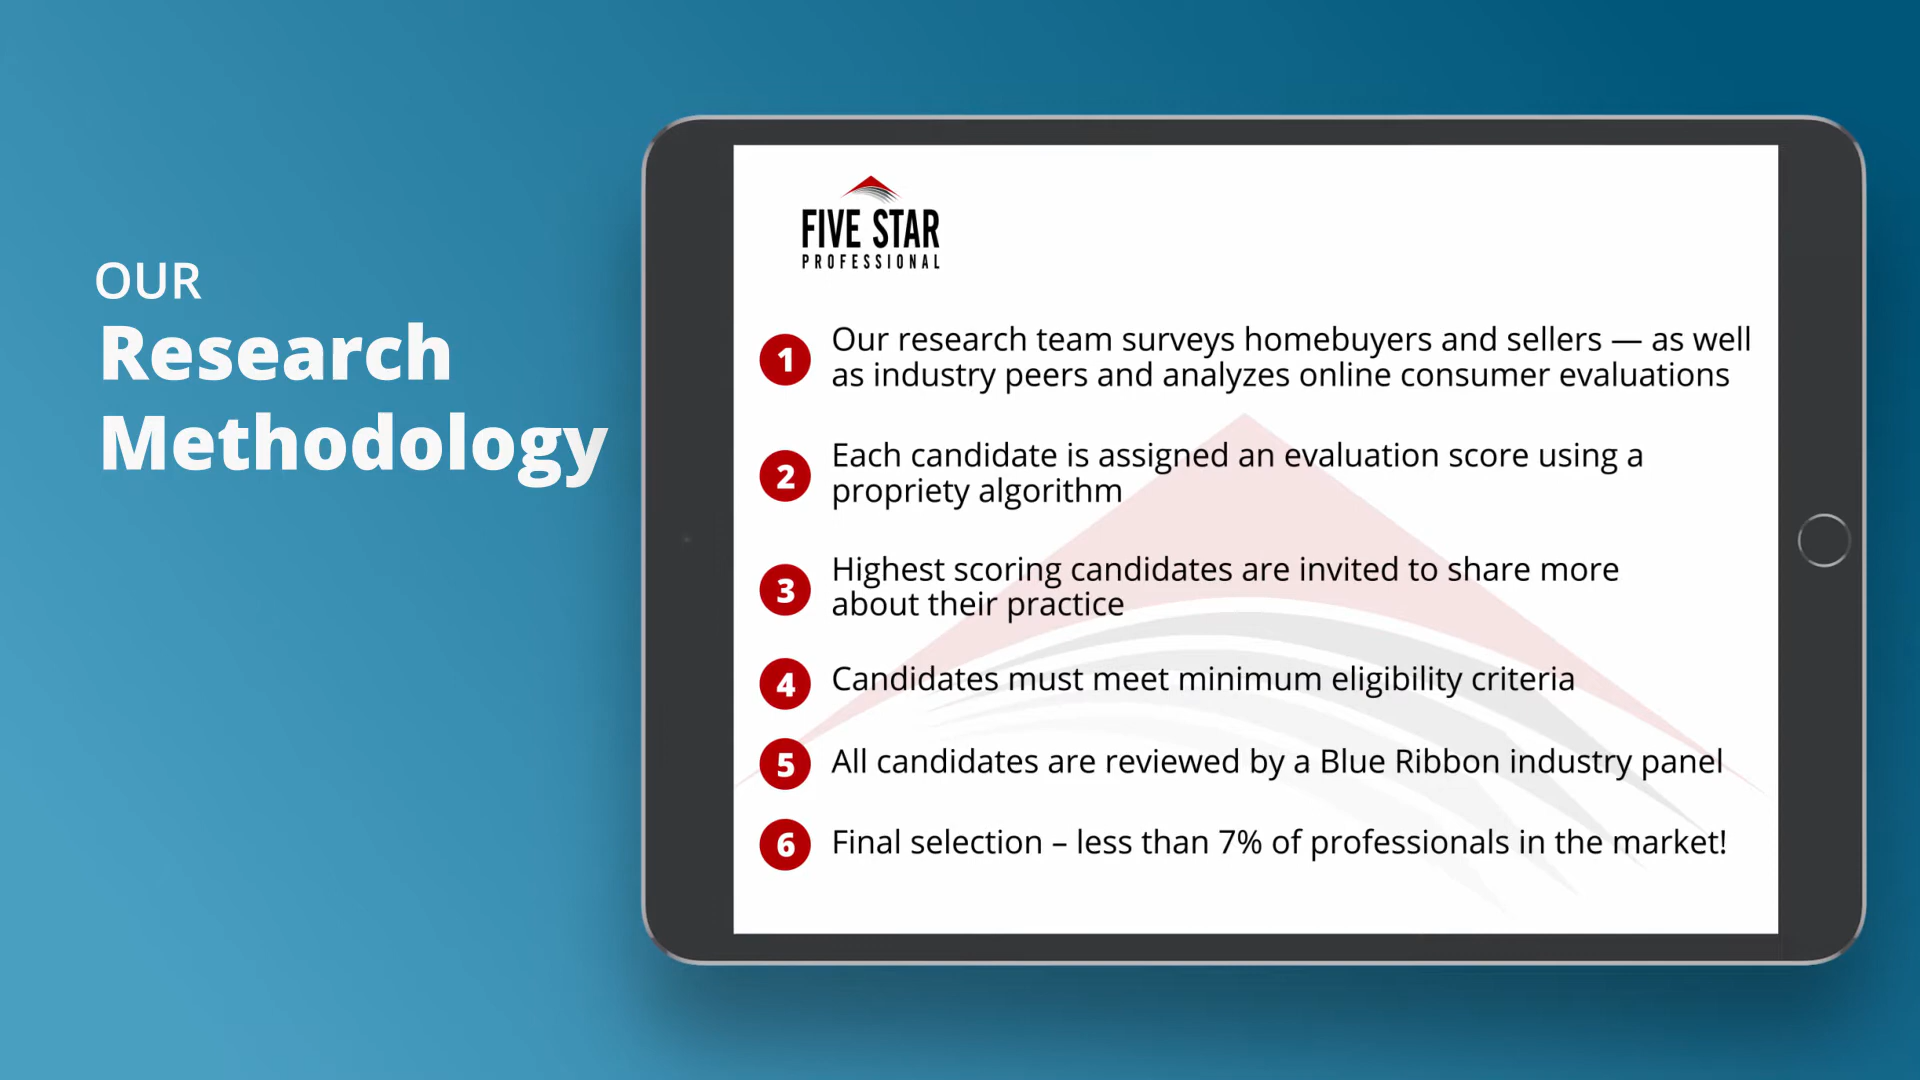 OUR
Research
Methodology
FIVE STAR
PROFESSIONAL
1 Our research team surveys homebuyers and sellers — as well
as industry peers and analyzes online consumer evaluations
2 Each candidate is assigned an evaluation score using a
propriety algorithm
3 Highest scoring candidates are invited to share more
about their practice
4 Candidates must meet minimum eligibility criteria
5 All candidates are reviewed by a Blue Ribbon industry panel
6 Final selection – less than 7% of professionals in the market!